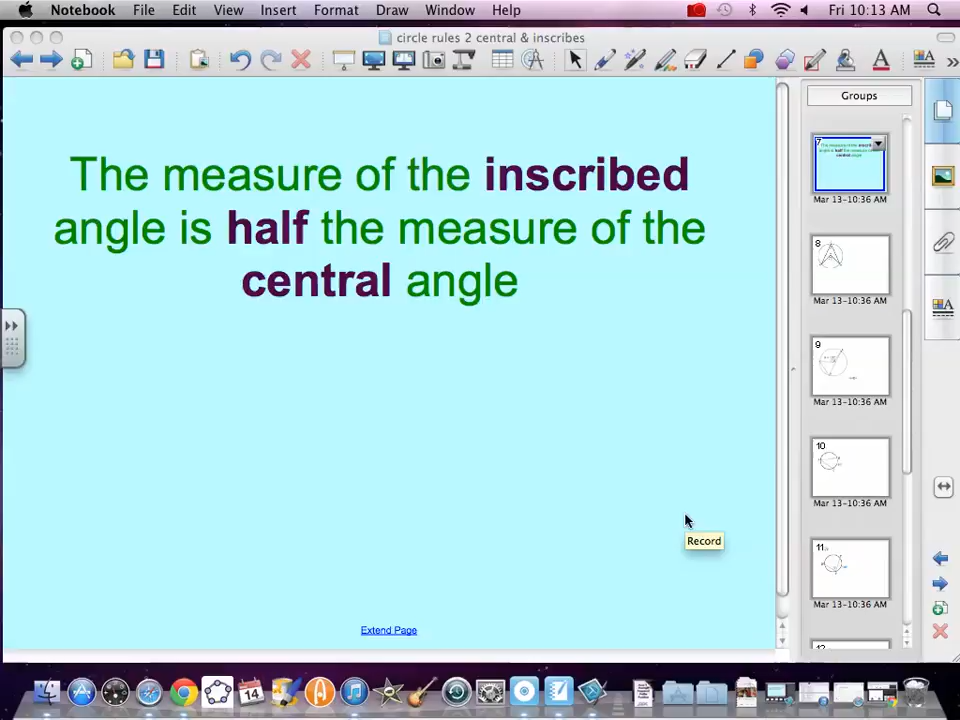 Notebook File Edit View Insert Format Draw Window Help Fri 10:13 AM
circle rules 2 central & inscribes
Groups
The measure of the inscribed
angle is half the measure of the
central angle
7
Mar 13-10:36 AM
8
Mar 13-10:36 AM
9
Mar 13-10:36 AM
10
Mar 13-10:36 AM
11
Mar 13-10:36 AM
Record
Extend Page
14